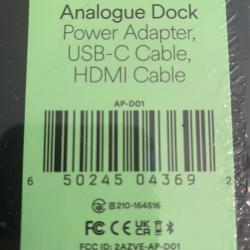 Analogue Dock
Power Adapter,
USB-C Cable,
HDMI Cable
AP-D01
6 50245 04369 2
210-164516
FC CE UK CA
FCC ID: 2AZVE-AP-D01